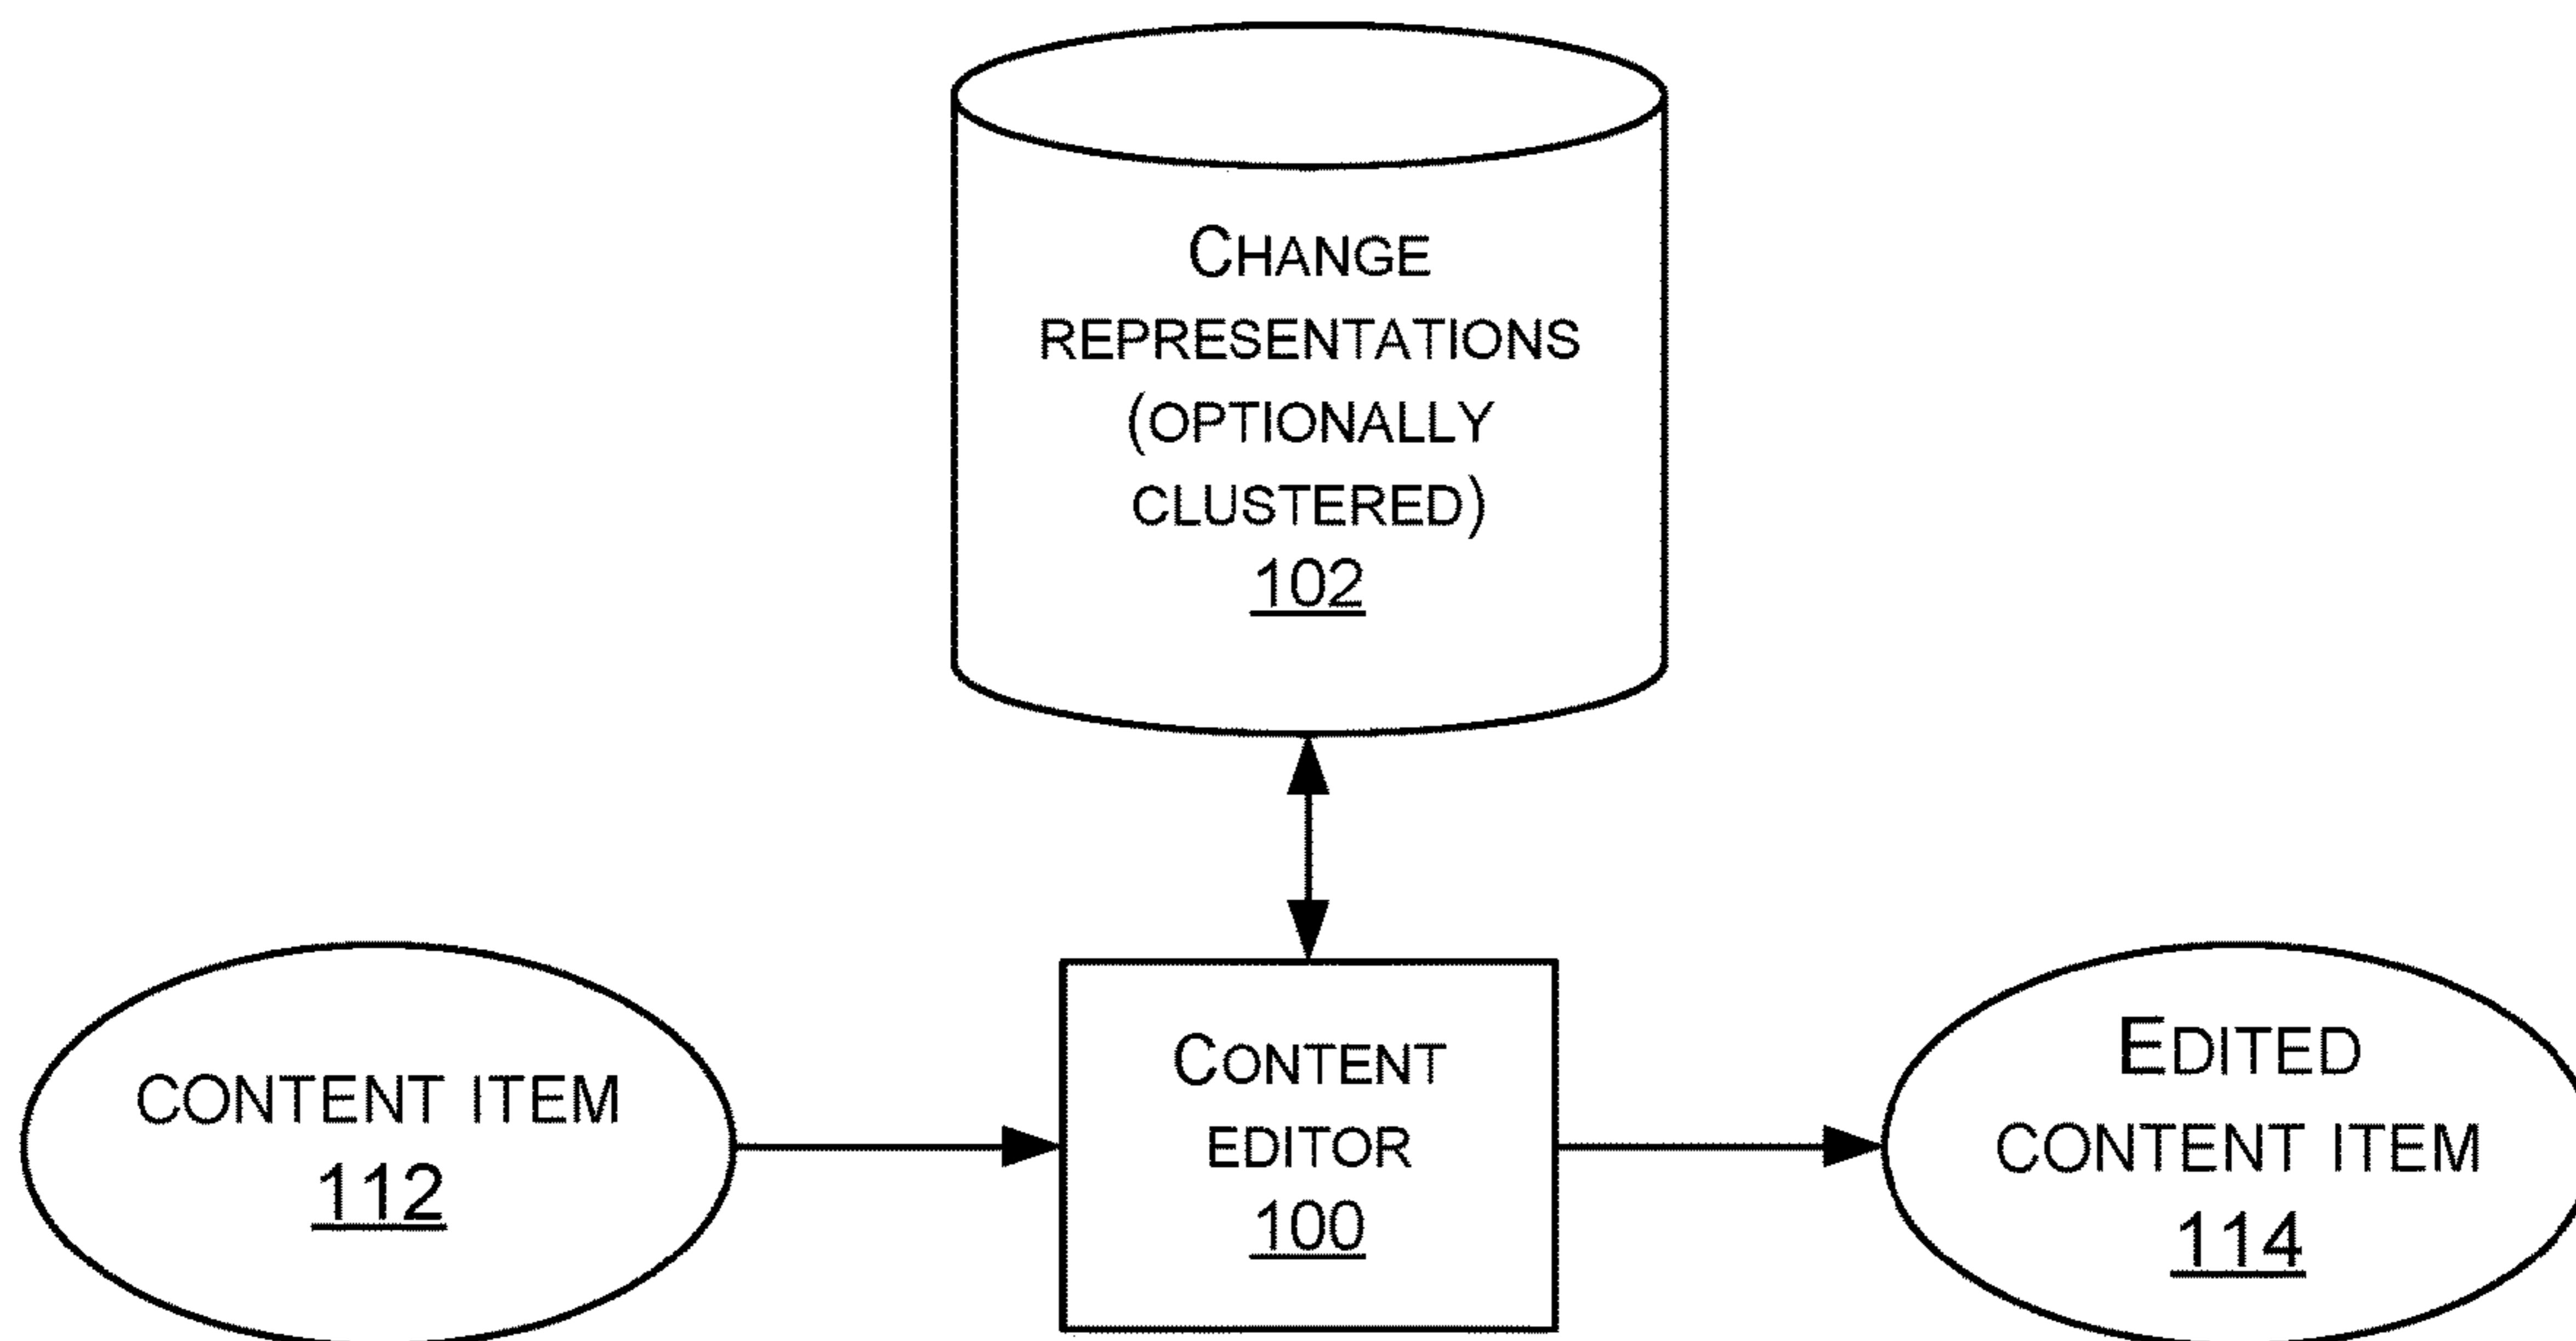 CHANGE
REPRESENTATIONS
(OPTIONALLY
CLUSTERED)
102
CONTENT ITEM
112
CONTENT
EDITOR
100
EDITED
CONTENT ITEM
114